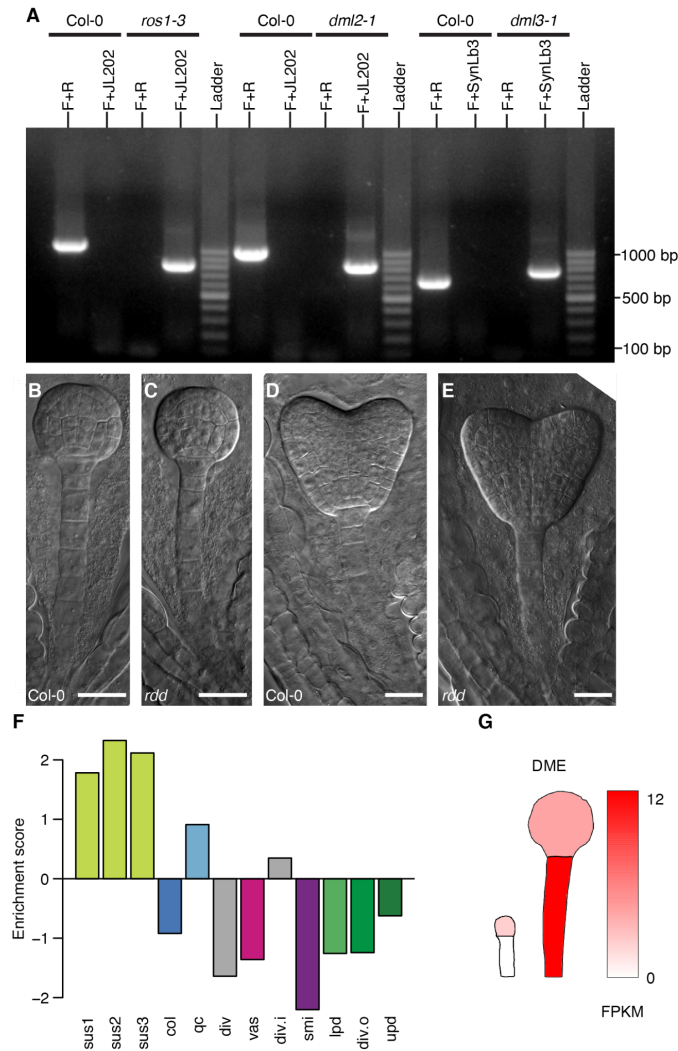 A
Col-0 ros1-3 Col-0 dml2-1 Col-0 dml3-1
F+R F+JL202 F+R F+JL202 Ladder F+R F+JL202 F+R F+JL202 Ladder F+R F+SynLb3 F+R F+SynLb3 Ladder
1000 bp
500 bp
100 bp
B C D E
Col-0 rdd Col-0 rdd
F
Enrichment score
2
1
0
−1
−2
sus1 sus2 sus3 col qc div vas div.i smi lpd div.o upd
G
DME
12
0
FPKM